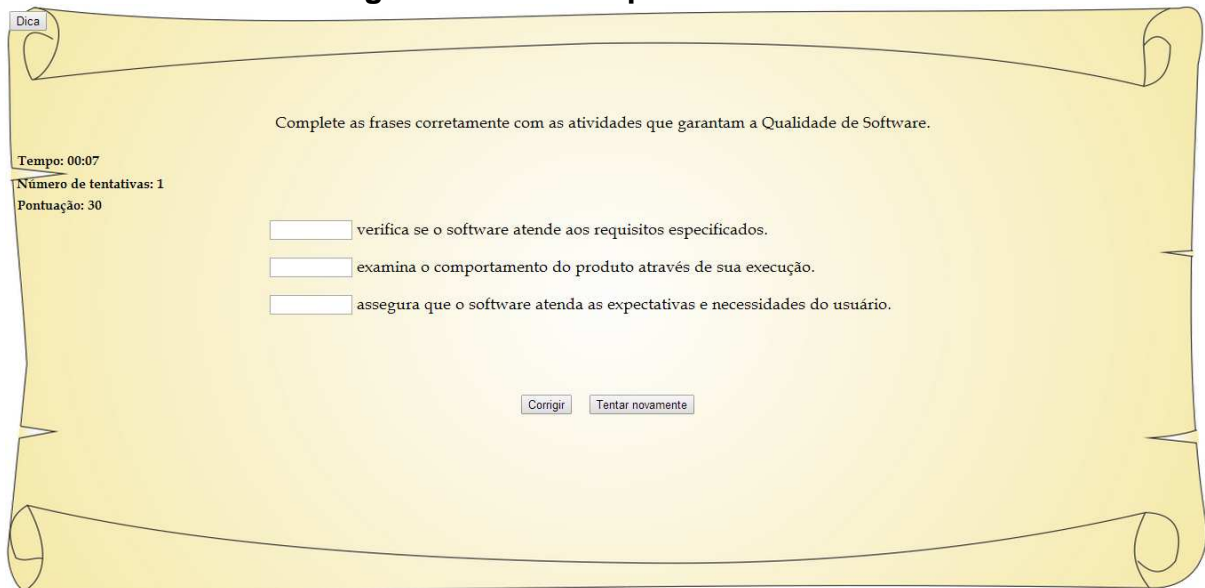 Dica
Complete as frases corretamente com as atividades que garantam a Qualidade de Software.
Tempo: 00:07
Número de tentativas: 1
Pontuação: 30
verifica se o software atende aos requisitos especificados.
examina o comportamento do produto através de sua execução.
assegura que o software atenda as expectativas e necessidades do usuário.
Corrigir Tentar novamente